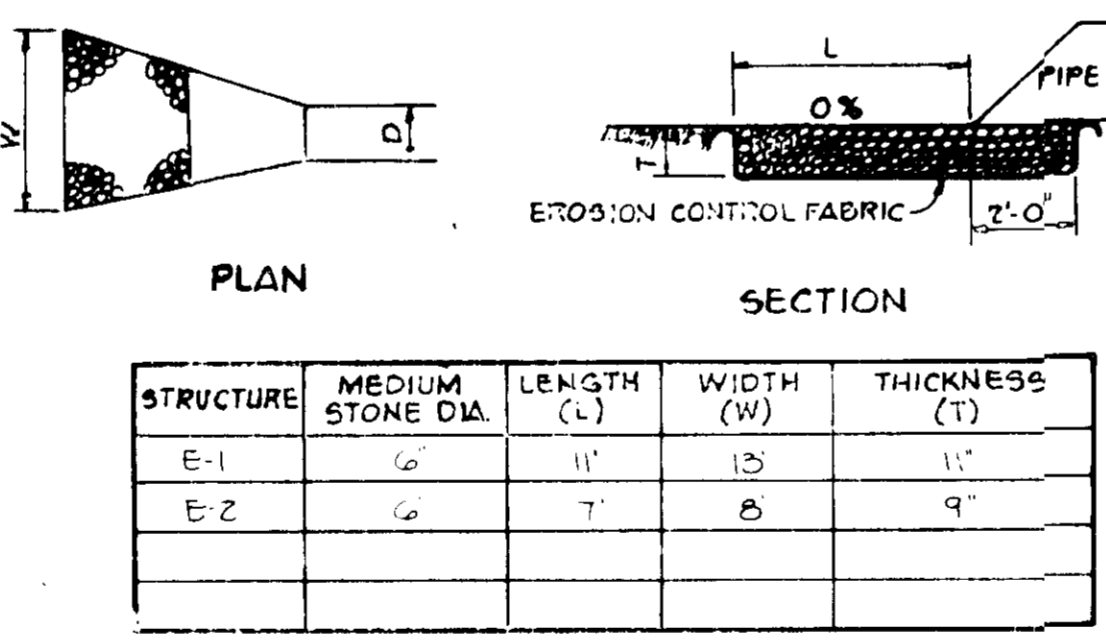 W
D
PLAN
L
PIPE
0%
T
EROSION CONTROL FABRIC
2'-0"
SECTION
STRUCTURE MEDIUM STONE DIA. LENGTH (L) WIDTH (W) THICKNESS (T)
E-1 6" 11' 13' 11"
E-2 6" 7' 8' 9"